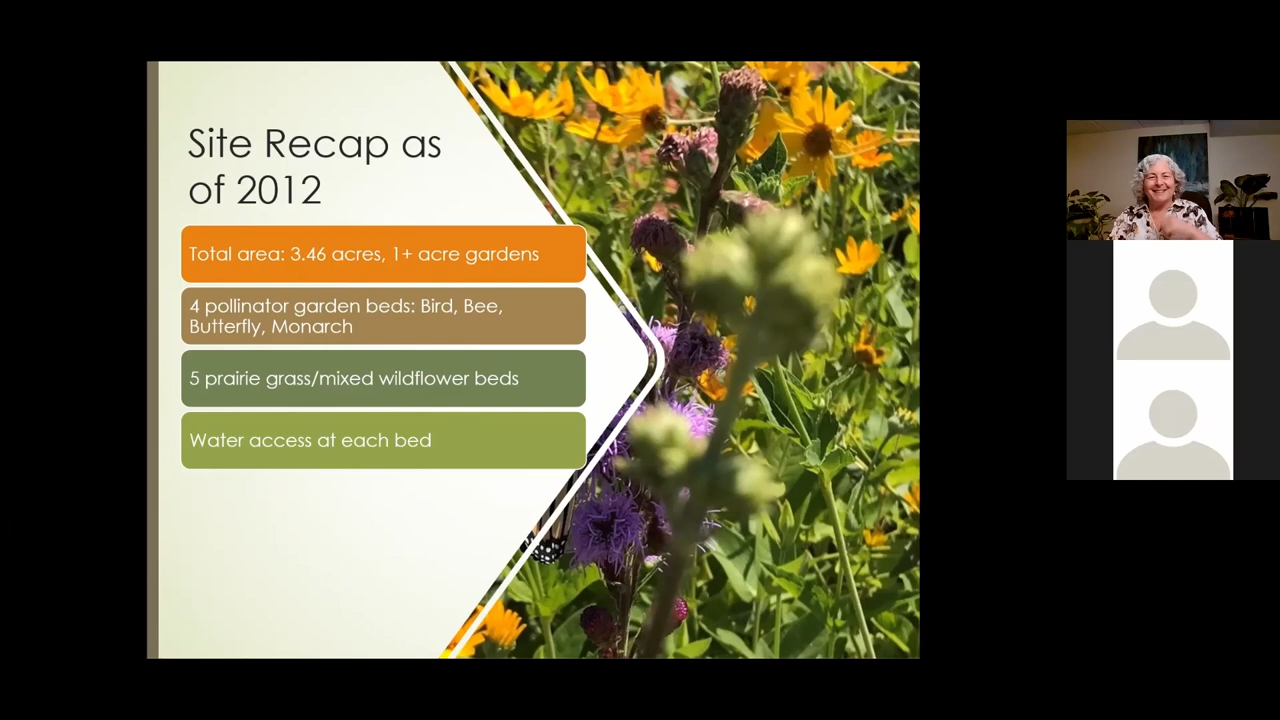 Site Recap as
of 2012
Total area: 3.46 acres, 1+ acre gardens
4 pollinator garden beds: Bird, Bee,
Butterfly, Monarch
5 prairie grass/mixed wildflower beds
Water access at each bed